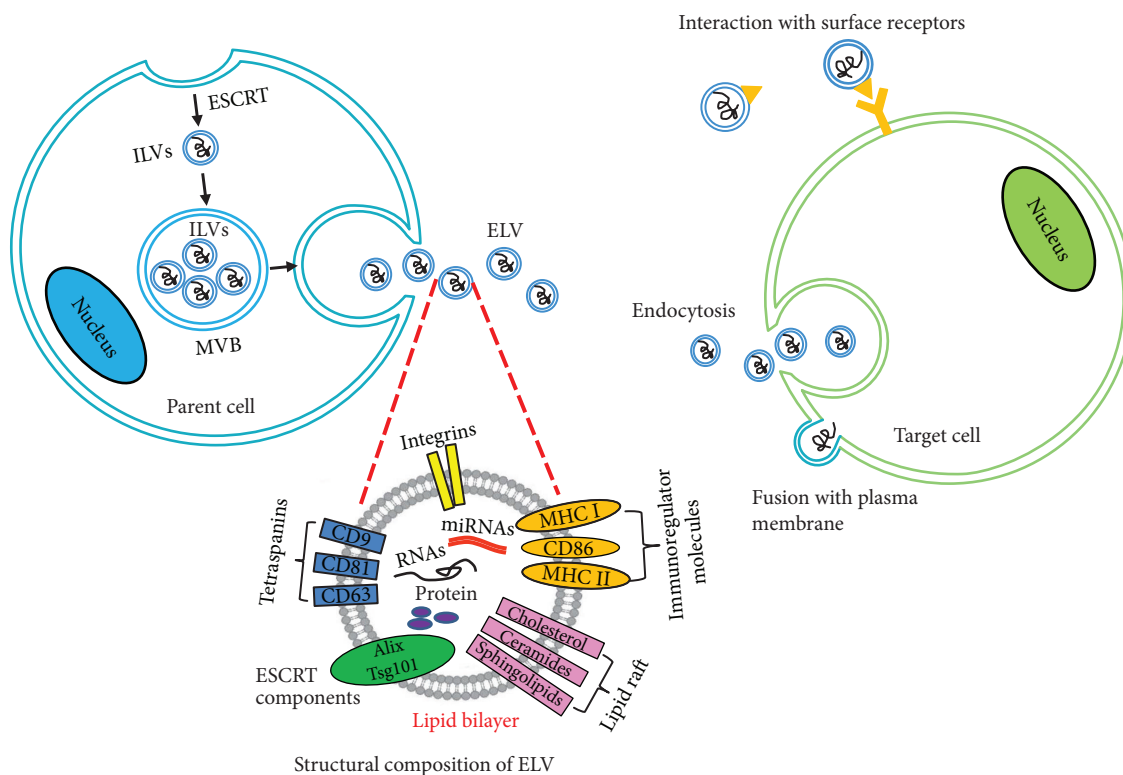 Interaction with surface receptors
ESCRT
ILVs
ILVs
MVB
Nucleus
Parent cell
ELV
Nucleus
Endocytosis
Target cell
Fusion with plasma
membrane
Integrins
Tetraspanins
CD9
CD81
CD63
miRNAs
RNAs
Protein
MHC I
CD86
MHC II
Immunoregulator
molecules
Cholesterol
Ceramides
Sphingolipids
Lipid raft
Alix
Tsg101
ESCRT
components
Lipid bilayer
Structural composition of ELV